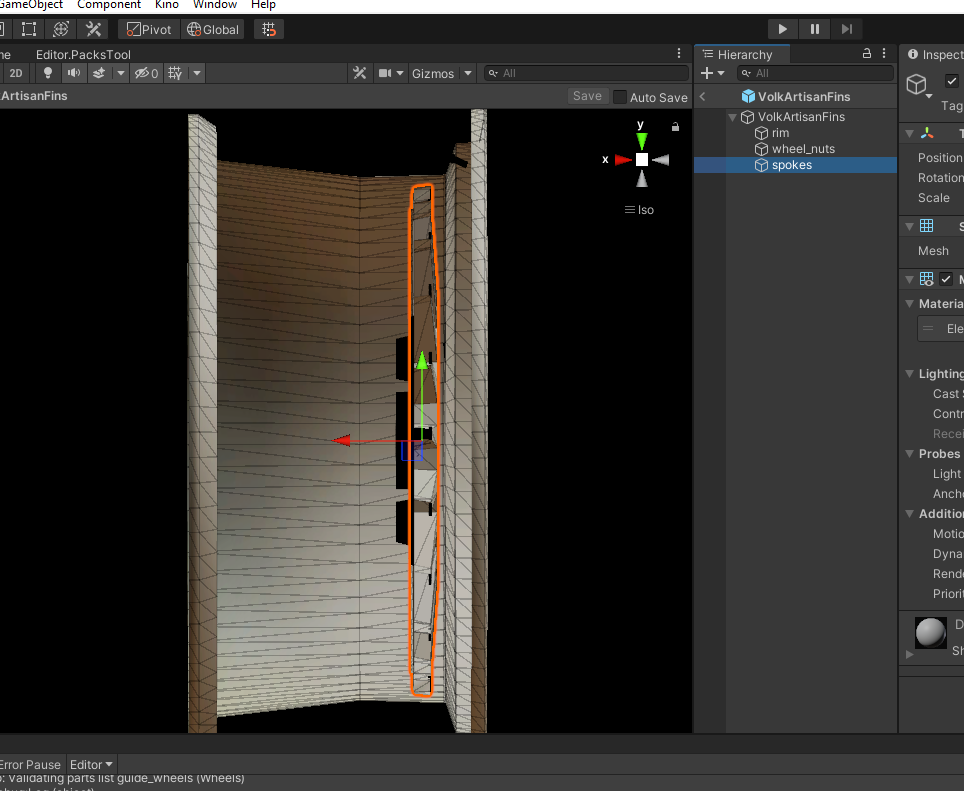 GameObject Component Kino Window Help
Pivot Global
Editor.PacksTool
2D 0 Gizmos All
ArtisanFins Save Auto Save
y
x
Iso
Hierarchy
All
VolkArtisanFins
VolkArtisanFins
rim
wheel_nuts
spokes
Inspect
Tag
Position
Rotation
Scale
S
Mesh
M
Materia
Ele
Lighting
Cast S
Contr
Recei
Probes
Light
Ancho
Additio
Motio
Dyna
Rende
Priorit
D
Sh
Error Pause Editor
p: Validating parts list guide_wheels (Wheels)